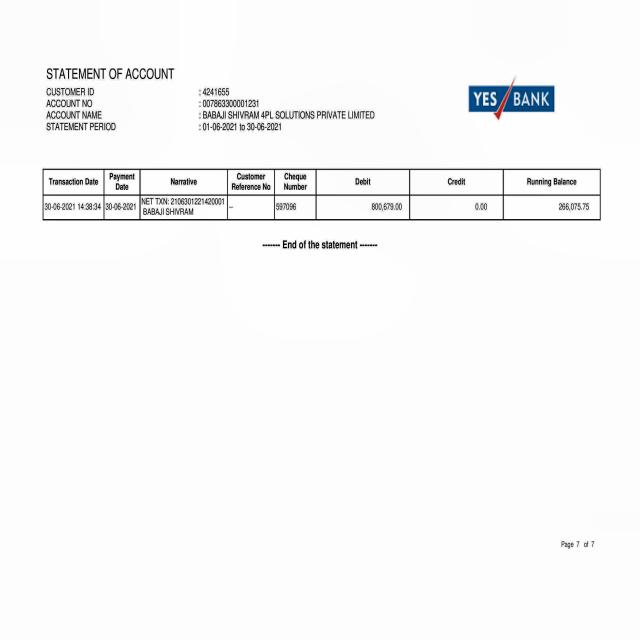 STATEMENT OF ACCOUNT
CUSTOMER ID : 4241655
ACCOUNT NO : 007863300001231
ACCOUNT NAME : BABAJI SHIVRAM 4PL SOLUTIONS PRIVATE LIMITED
STATEMENT PERIOD : 01-06-2021 to 30-06-2021
YES BANK
Transaction Date Payment Date Narrative Customer Reference No Cheque Number Debit Credit Running Balance
30-06-2021 14:38:34 30-06-2021 NET TXN: 2106301221420001 BABAJI SHIVRAM -- 597096 800,679.00 0.00 266,075.75
------- End of the statement -------
Page 7 of 7